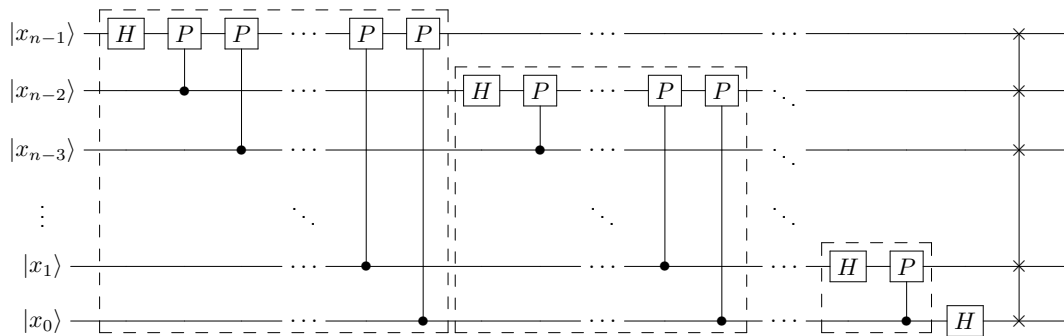 |x_{n−1}⟩ H P P ··· P P ··· ···
|x_{n−2}⟩ ··· H P ··· P P ⋱
|x_{n−3}⟩ ··· ··· ⋱
⋮ ⋱ ⋱ ⋱
|x_1⟩ ··· ··· ··· H P
|x_0⟩ ··· ··· ··· H